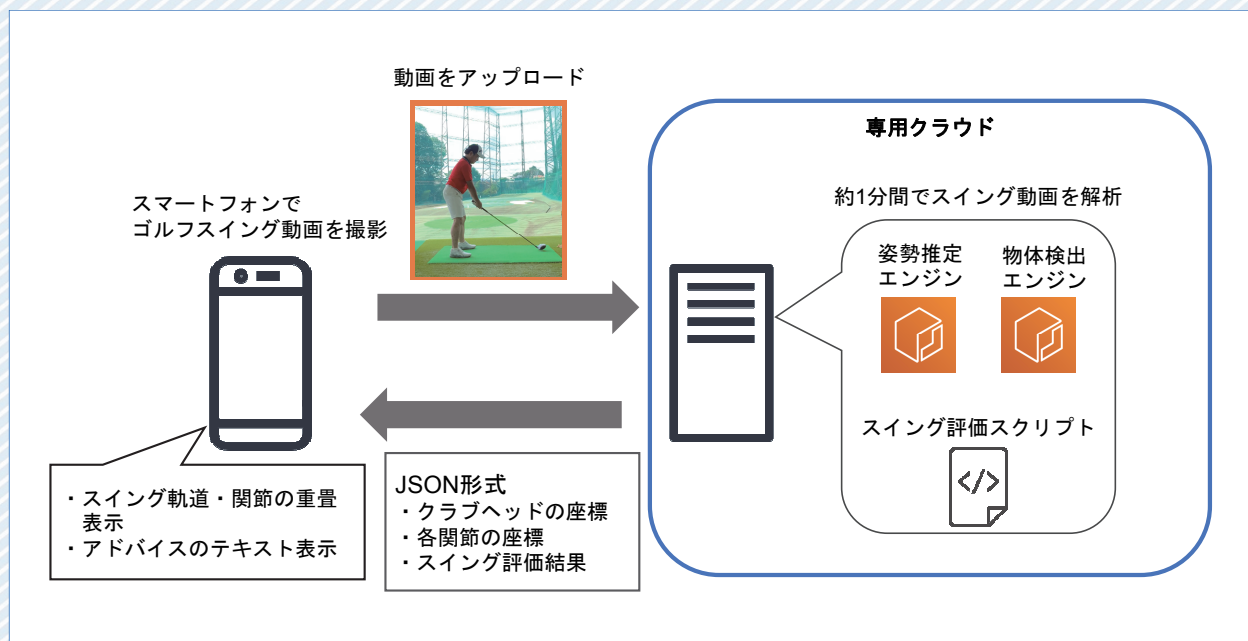 動画をアップロード
スマートフォンで
ゴルフスイング動画を撮影
専用クラウド
約1分間でスイング動画を解析
姿勢推定
エンジン
物体検出
エンジン
スイング評価スクリプト
</>
・スイング軌道・関節の重畳
表示
・アドバイスのテキスト表示
JSON形式
・クラブヘッドの座標
・各関節の座標
・スイング評価結果